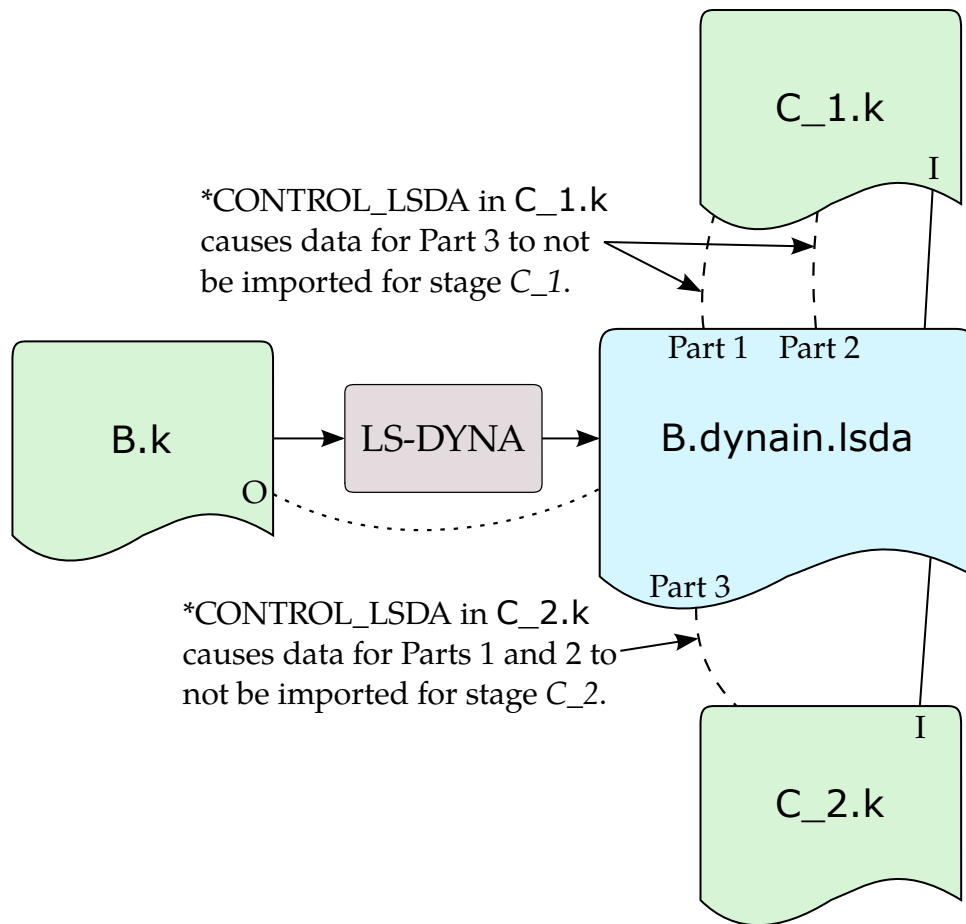 C_1.k
I
*CONTROL_LSDA in C_1.k
causes data for Part 3 to not
be imported for stage C_1.
Part 1
Part 2
B.k
LS-DYNA
B.dynain.lsda
O
Part 3
*CONTROL_LSDA in C_2.k
causes data for Parts 1 and 2 to
not be imported for stage C_2.
I
C_2.k